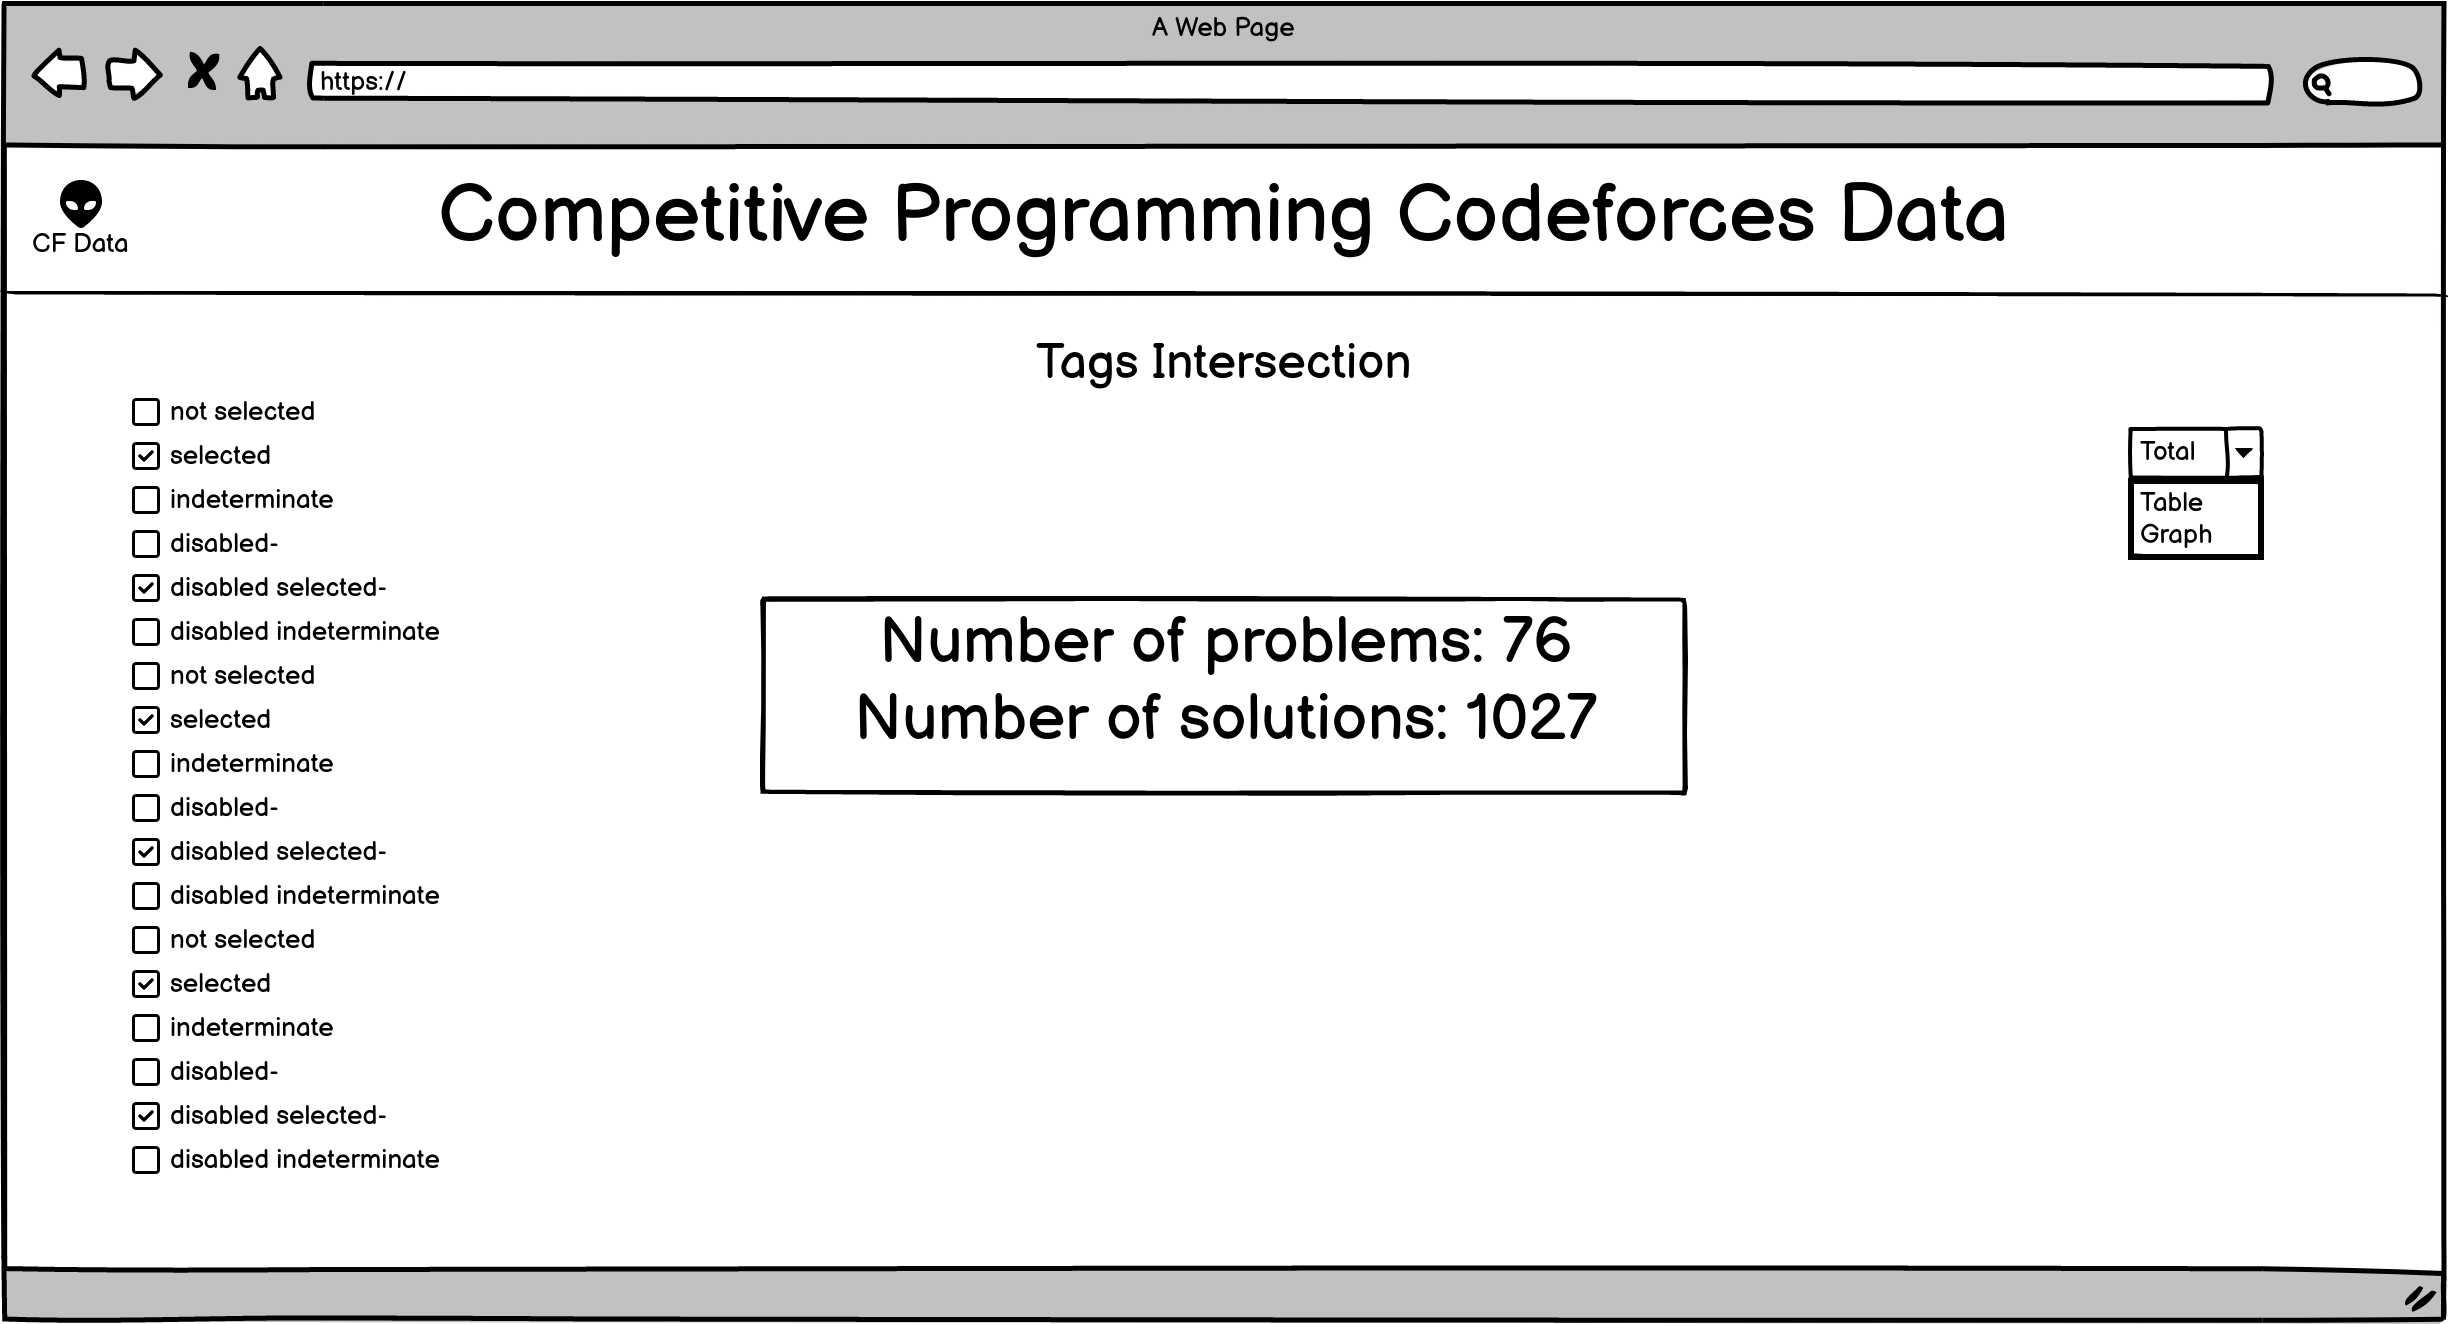 A Web Page
https://
CF Data
Competitive Programming Codeforces Data
Tags Intersection
not selected
selected
indeterminate
disabled-
disabled selected-
disabled indeterminate
not selected
selected
indeterminate
disabled-
disabled selected-
disabled indeterminate
not selected
selected
indeterminate
disabled-
disabled selected-
disabled indeterminate
Number of problems: 76
Number of solutions: 1027
Total
Table
Graph